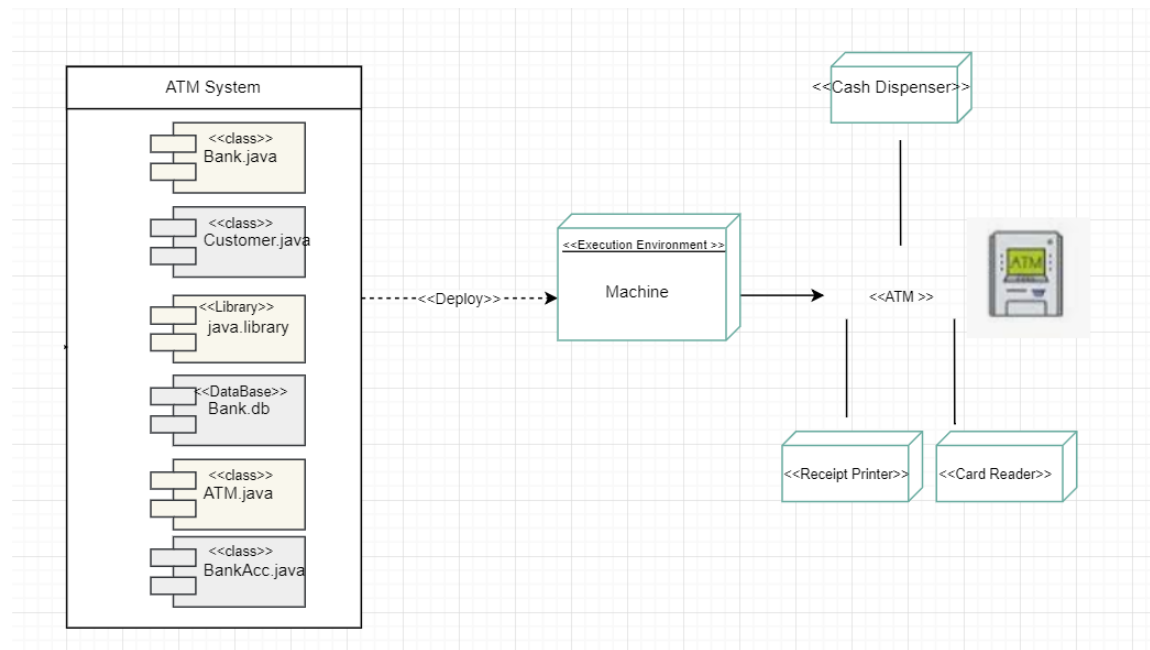 ATM System
<<class>>
Bank.java
<<class>>
Customer.java
<<Library>>
java.library
<<DataBase>>
Bank.db
<<class>>
ATM.java
<<class>>
BankAcc.java
<<Deploy>>
<<Execution Environment >>
Machine
<<Cash Dispenser>>
<<ATM >>
ATM
<<Receipt Printer>>
<<Card Reader>>